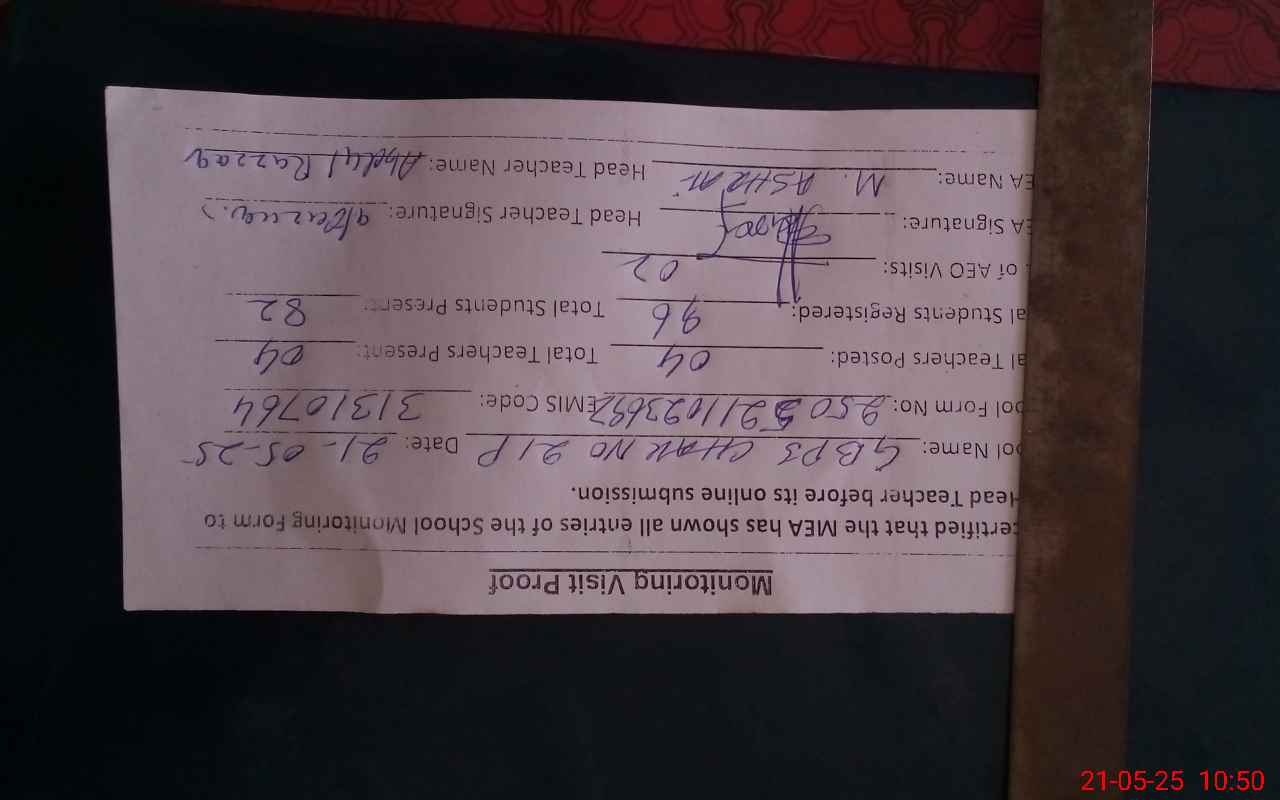 Monitoring Visit Proof
ertified that the MEA has shown all entries of the School Monitoring Form to
Head Teacher before its online submission.
ool Name: GBPS CHAK NO 21P Date: 21-05-25
ool Form No: EMIS Code: 31310764
al Teachers Posted: 04 Total Teachers Present: 04
al Students Registered: 96 Total Students Present: 82
of AEO Visits: 02
EA Signature: Head Teacher Signature:
EA Name: M. ASHRAF Head Teacher Name: Abdul Razzaq
21-05-25 10:50